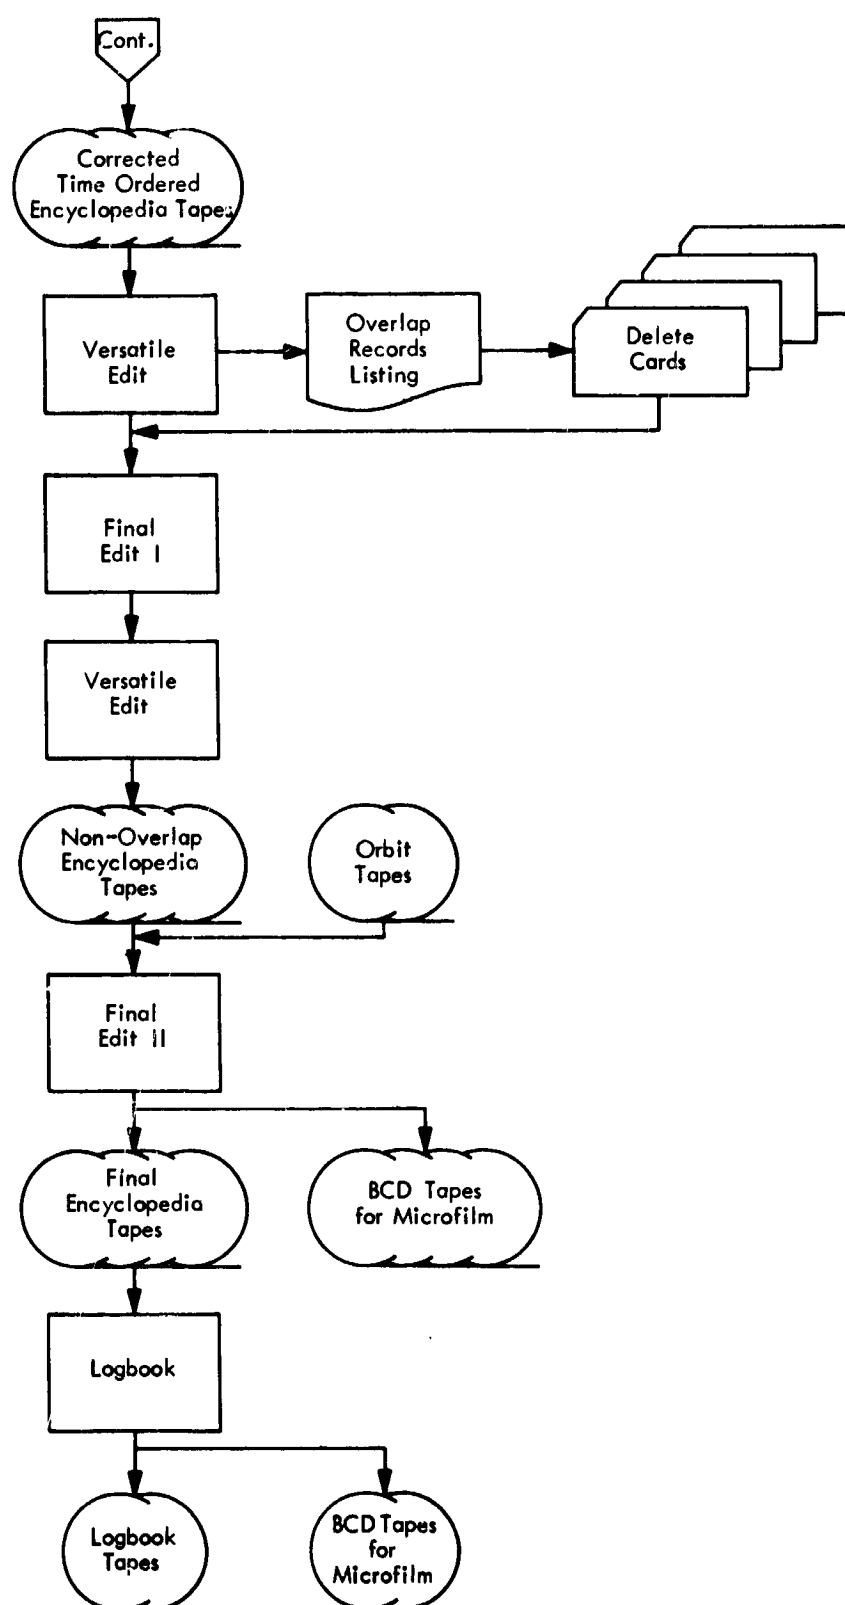 Cont.
Corrected
Time Ordered
Encyclopedia Tapes
Versatile
Edit
Overlap
Records
Listing
Delete
Cards
Final
Edit I
Versatile
Edit
Non-Overlap
Encyclopedia
Tapes
Orbit
Tapes
Final
Edit II
Final
Encyclopedia
Tapes
BCD Tapes
for Microfilm
Logbook
Logbook
Tapes
BCD Tapes
for
Microfilm